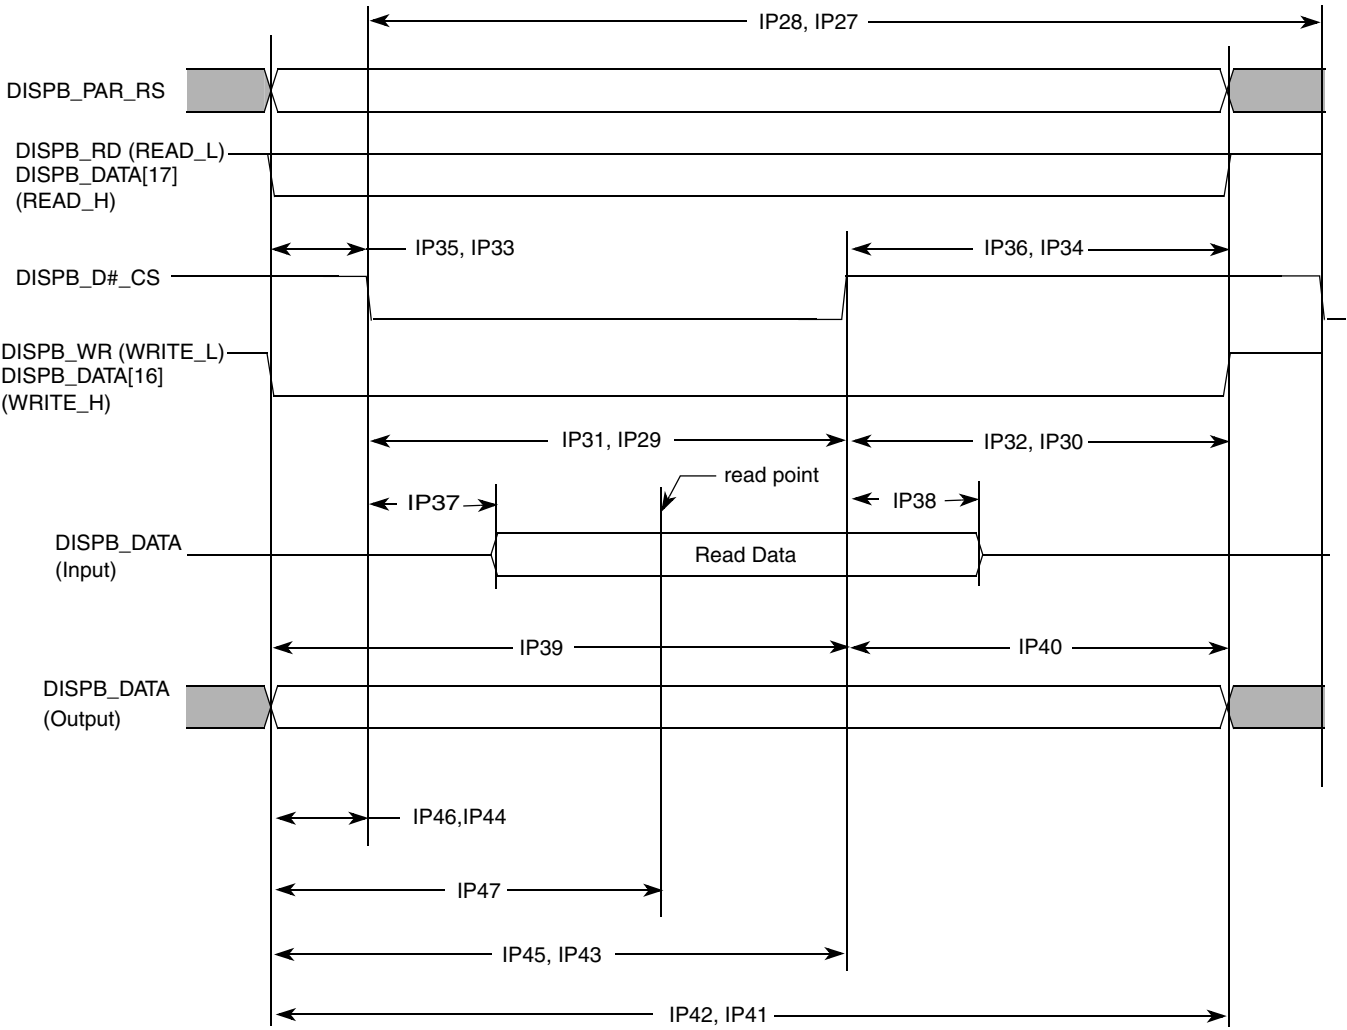 IP28, IP27
DISPB_PAR_RS
DISPB_RD (READ_L)
DISPB_DATA[17]
(READ_H)
IP35, IP33
IP36, IP34
DISPB_D#_CS
DISPB_WR (WRITE_L)
DISPB_DATA[16]
(WRITE_H)
IP31, IP29
IP32, IP30
read point
IP37
IP38
DISPB_DATA
(Input)
Read Data
IP39
IP40
DISPB_DATA
(Output)
IP46,IP44
IP47
IP45, IP43
IP42, IP41